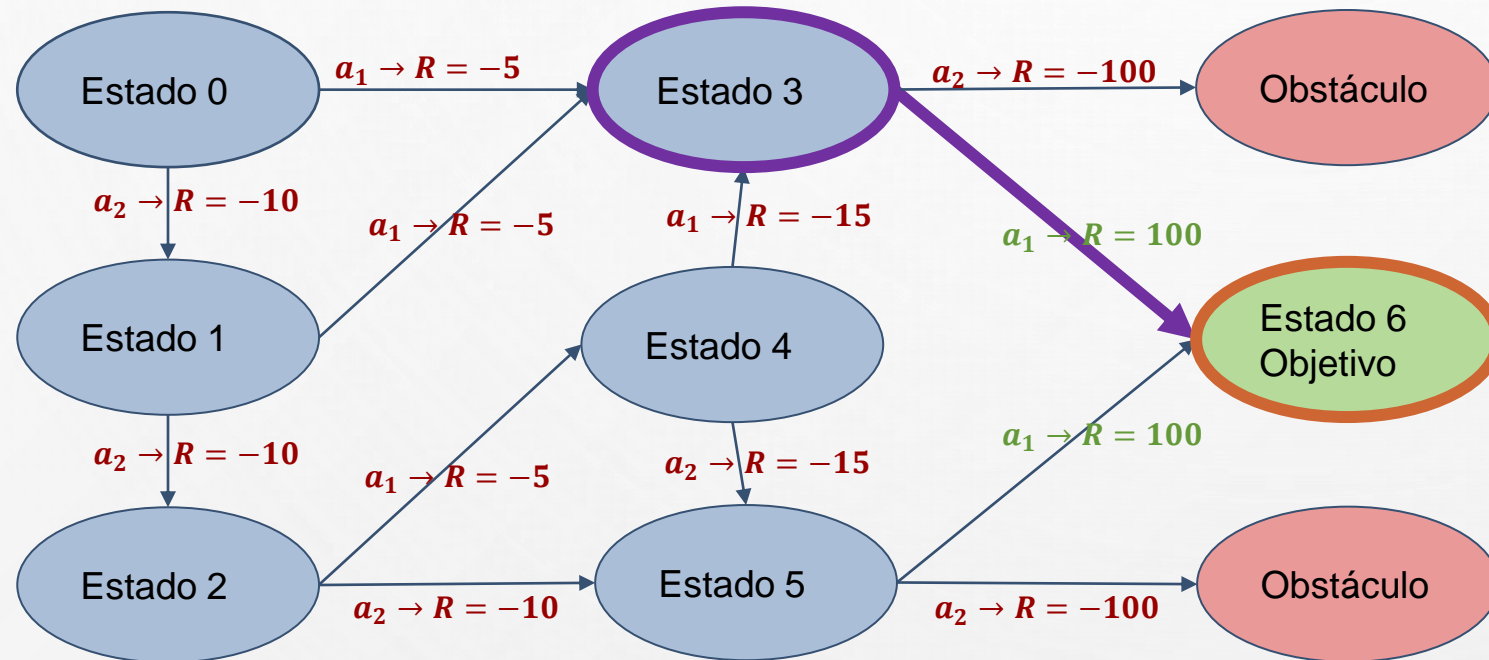 Estado 0
a₁ → R = −5
Estado 3
a₂ → R = −100
Obstáculo
a₂ → R = −10
a₁ → R = −5
a₁ → R = −15
a₁ → R = 100
Estado 1
Estado 4
Estado 6
Objetivo
a₂ → R = −10
a₁ → R = −5
a₂ → R = −15
a₁ → R = 100
Estado 2
a₂ → R = −10
Estado 5
a₂ → R = −100
Obstáculo